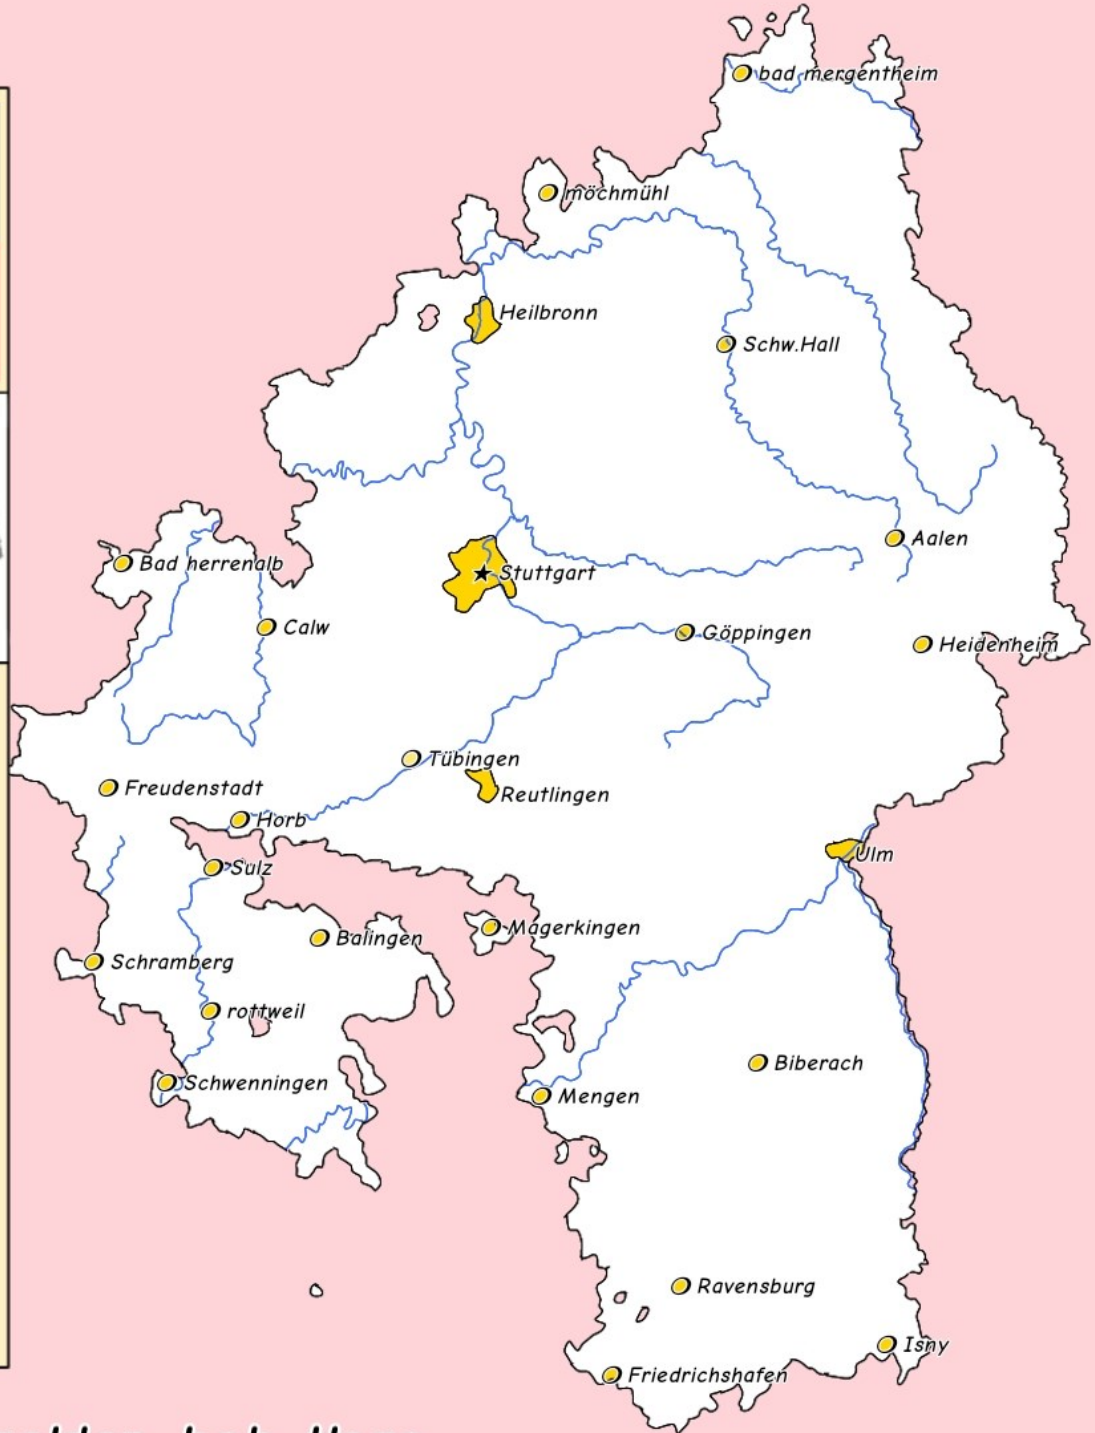 bad mergentheim
möchmühl
Heilbronn
Schw.Hall
Aalen
Bad herrenalb
Stuttgart
Calw
Göppingen
Heidenheim
Tübingen
Freudenstadt
Reutlingen
Horb
Ulm
Sulz
Mägerkingen
Balingen
Schramberg
rottweil
Biberach
Schwenningen
Mengen
Ravensburg
Isny
Friedrichshafen